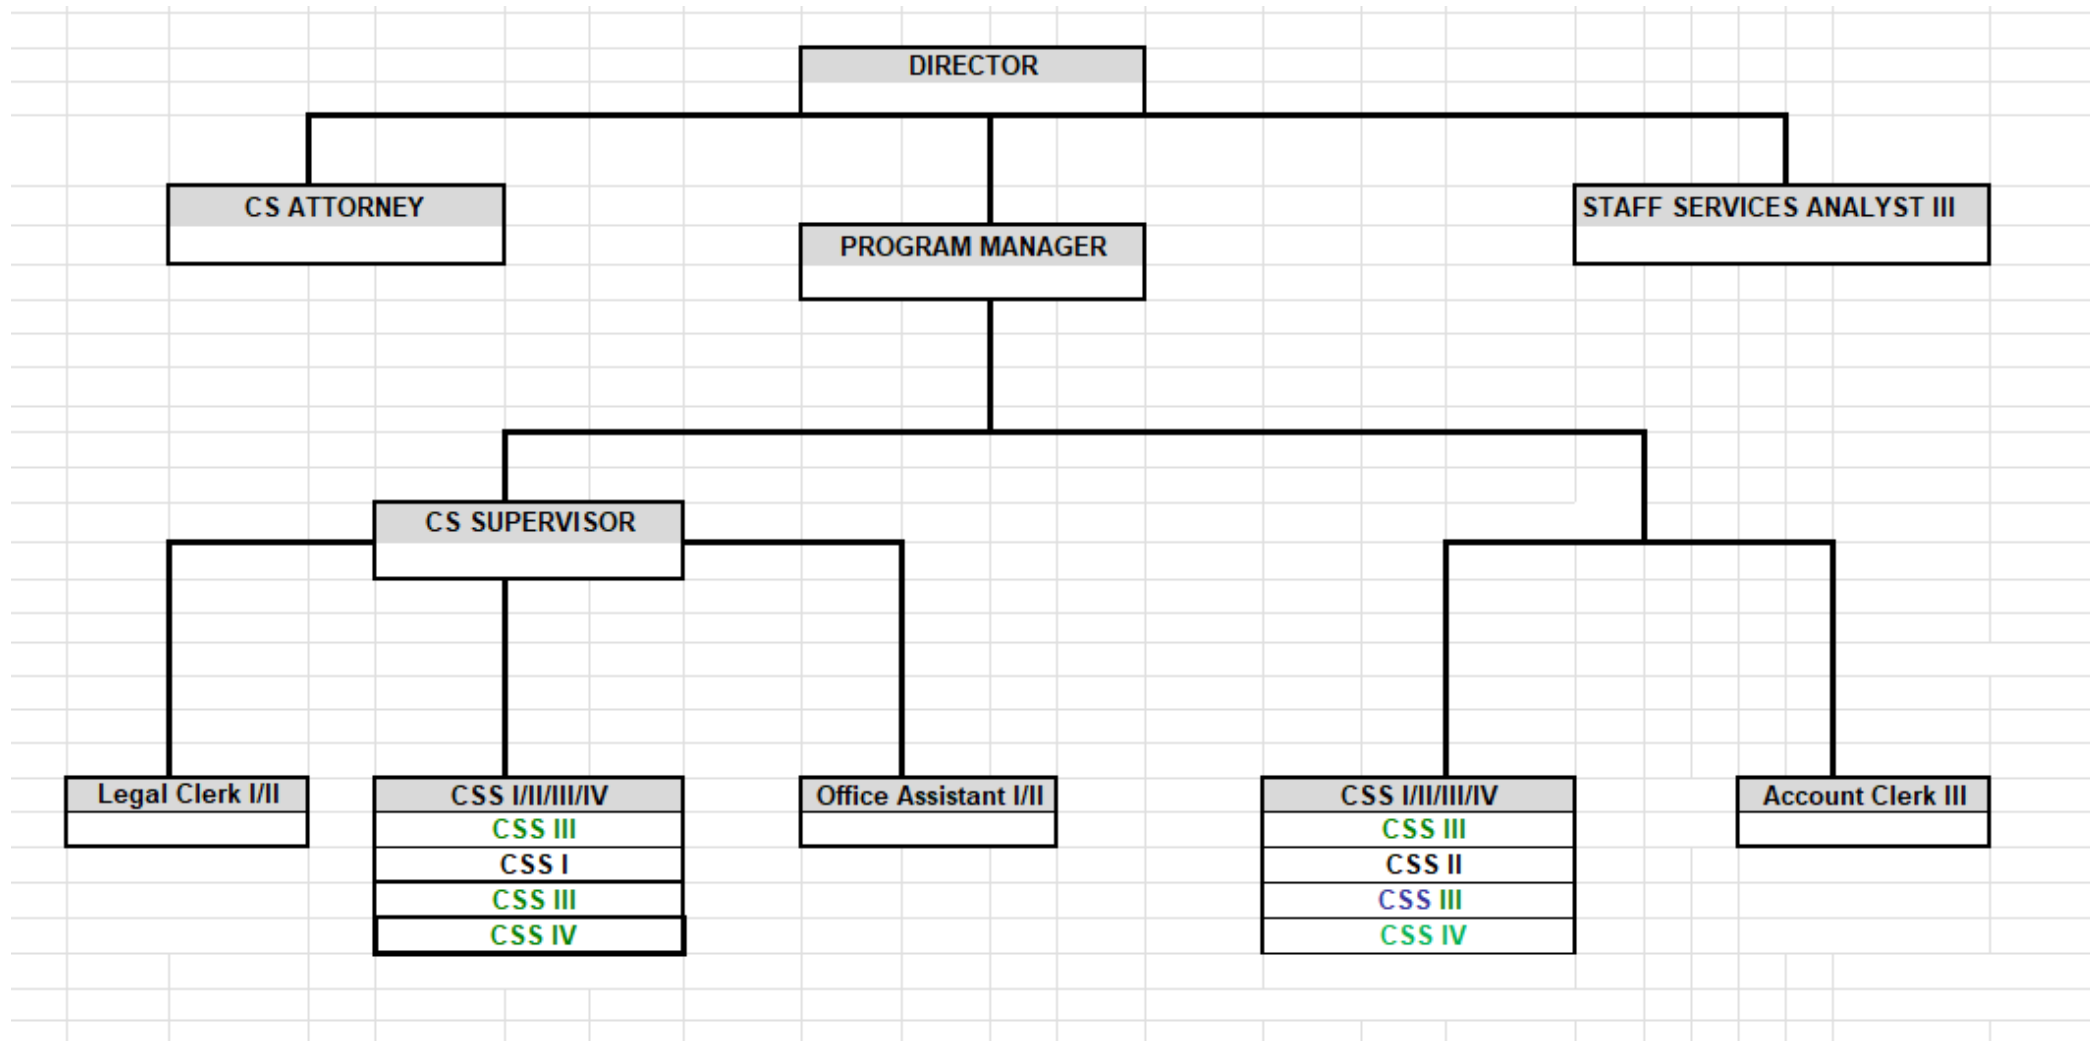 DIRECTOR
CS ATTORNEY
STAFF SERVICES ANALYST III
PROGRAM MANAGER
CS SUPERVISOR
Legal Clerk I/II
CSS I/II/III/IV
CSS III
CSS I
CSS III
CSS IV
Office Assistant I/II
CSS I/II/III/IV
CSS III
CSS II
CSS III
CSS IV
Account Clerk III